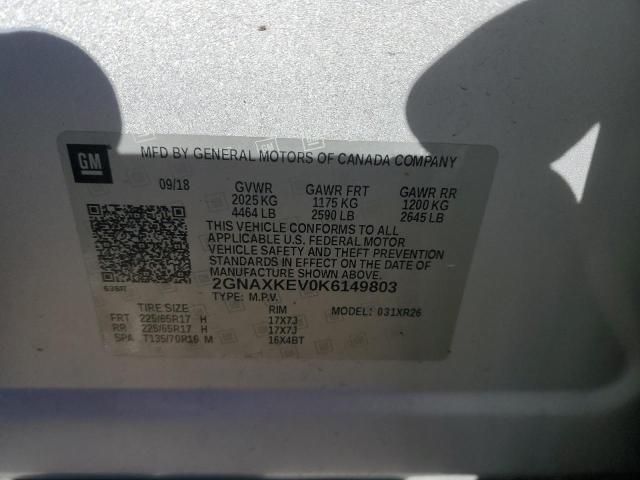 GM
MFD BY GENERAL MOTORS OF CANADA COMPANY
09/18 GVWR GAWR FRT GAWR RR
2025 KG 1175 KG 1200 KG
4464 LB 2590 LB 2645 LB
THIS VEHICLE CONFORMS TO ALL
APPLICABLE U.S. FEDERAL MOTOR
VEHICLE SAFETY AND THEFT PREVENTION
STANDARDS IN EFFECT ON THE DATE OF
MANUFACTURE SHOWN ABOVE.
2GNAXKEV0K6149803
TYPE: M.P.V.
TIRE SIZE RIM MODEL: 031XR26
FRT 225/65R17 H 17X7J
RR 225/65R17 H 17X7J
SPA T135/70R16 M 16X4BT